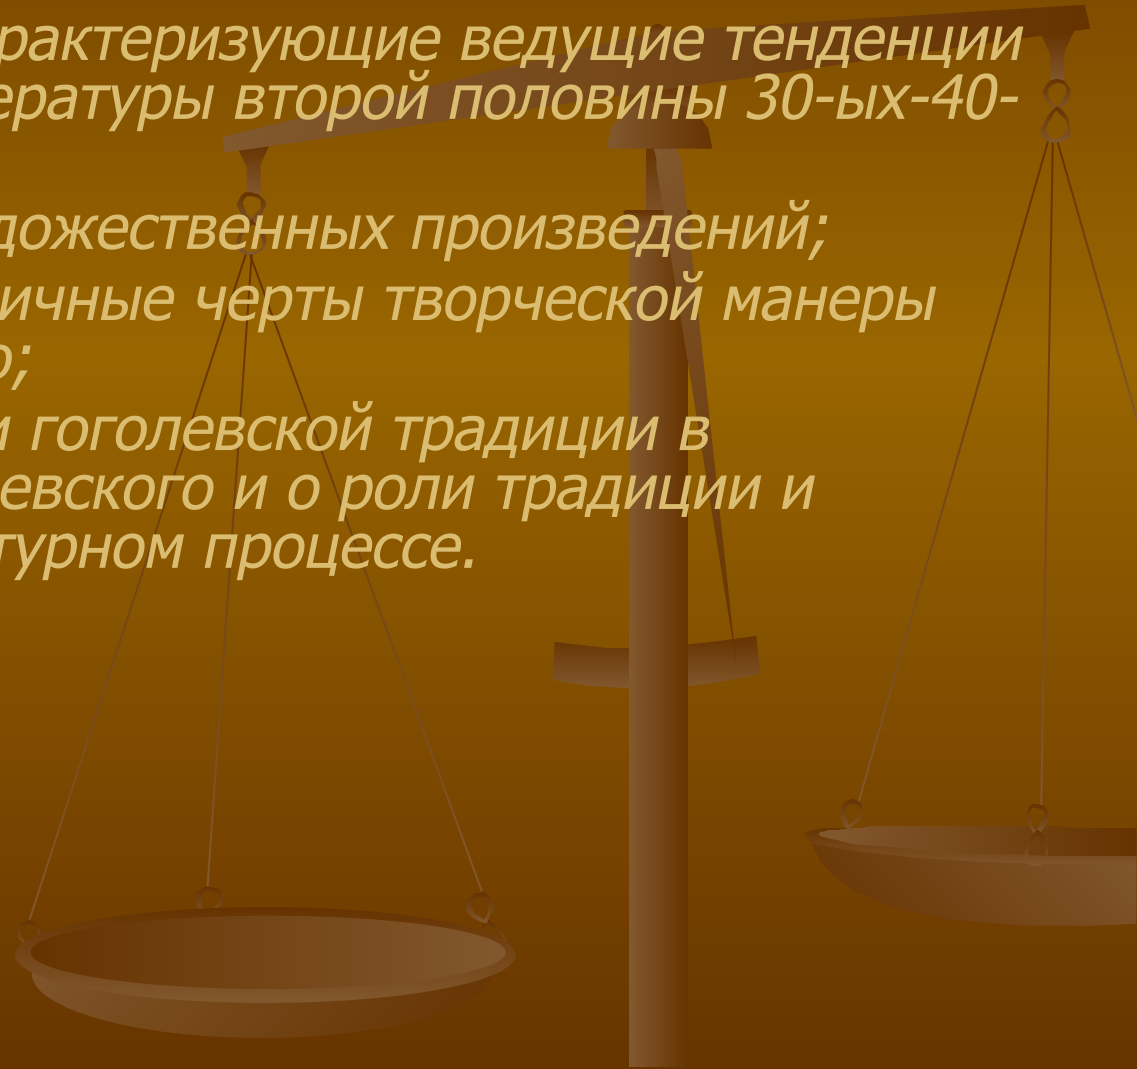 рактеризующие ведущие тенденции
ературы второй половины 30-ых-40-
дожественных произведений;
ичные черты творческой манеры
о;
и гоголевской традиции в
евского и о роли традиции и
турном процессе.